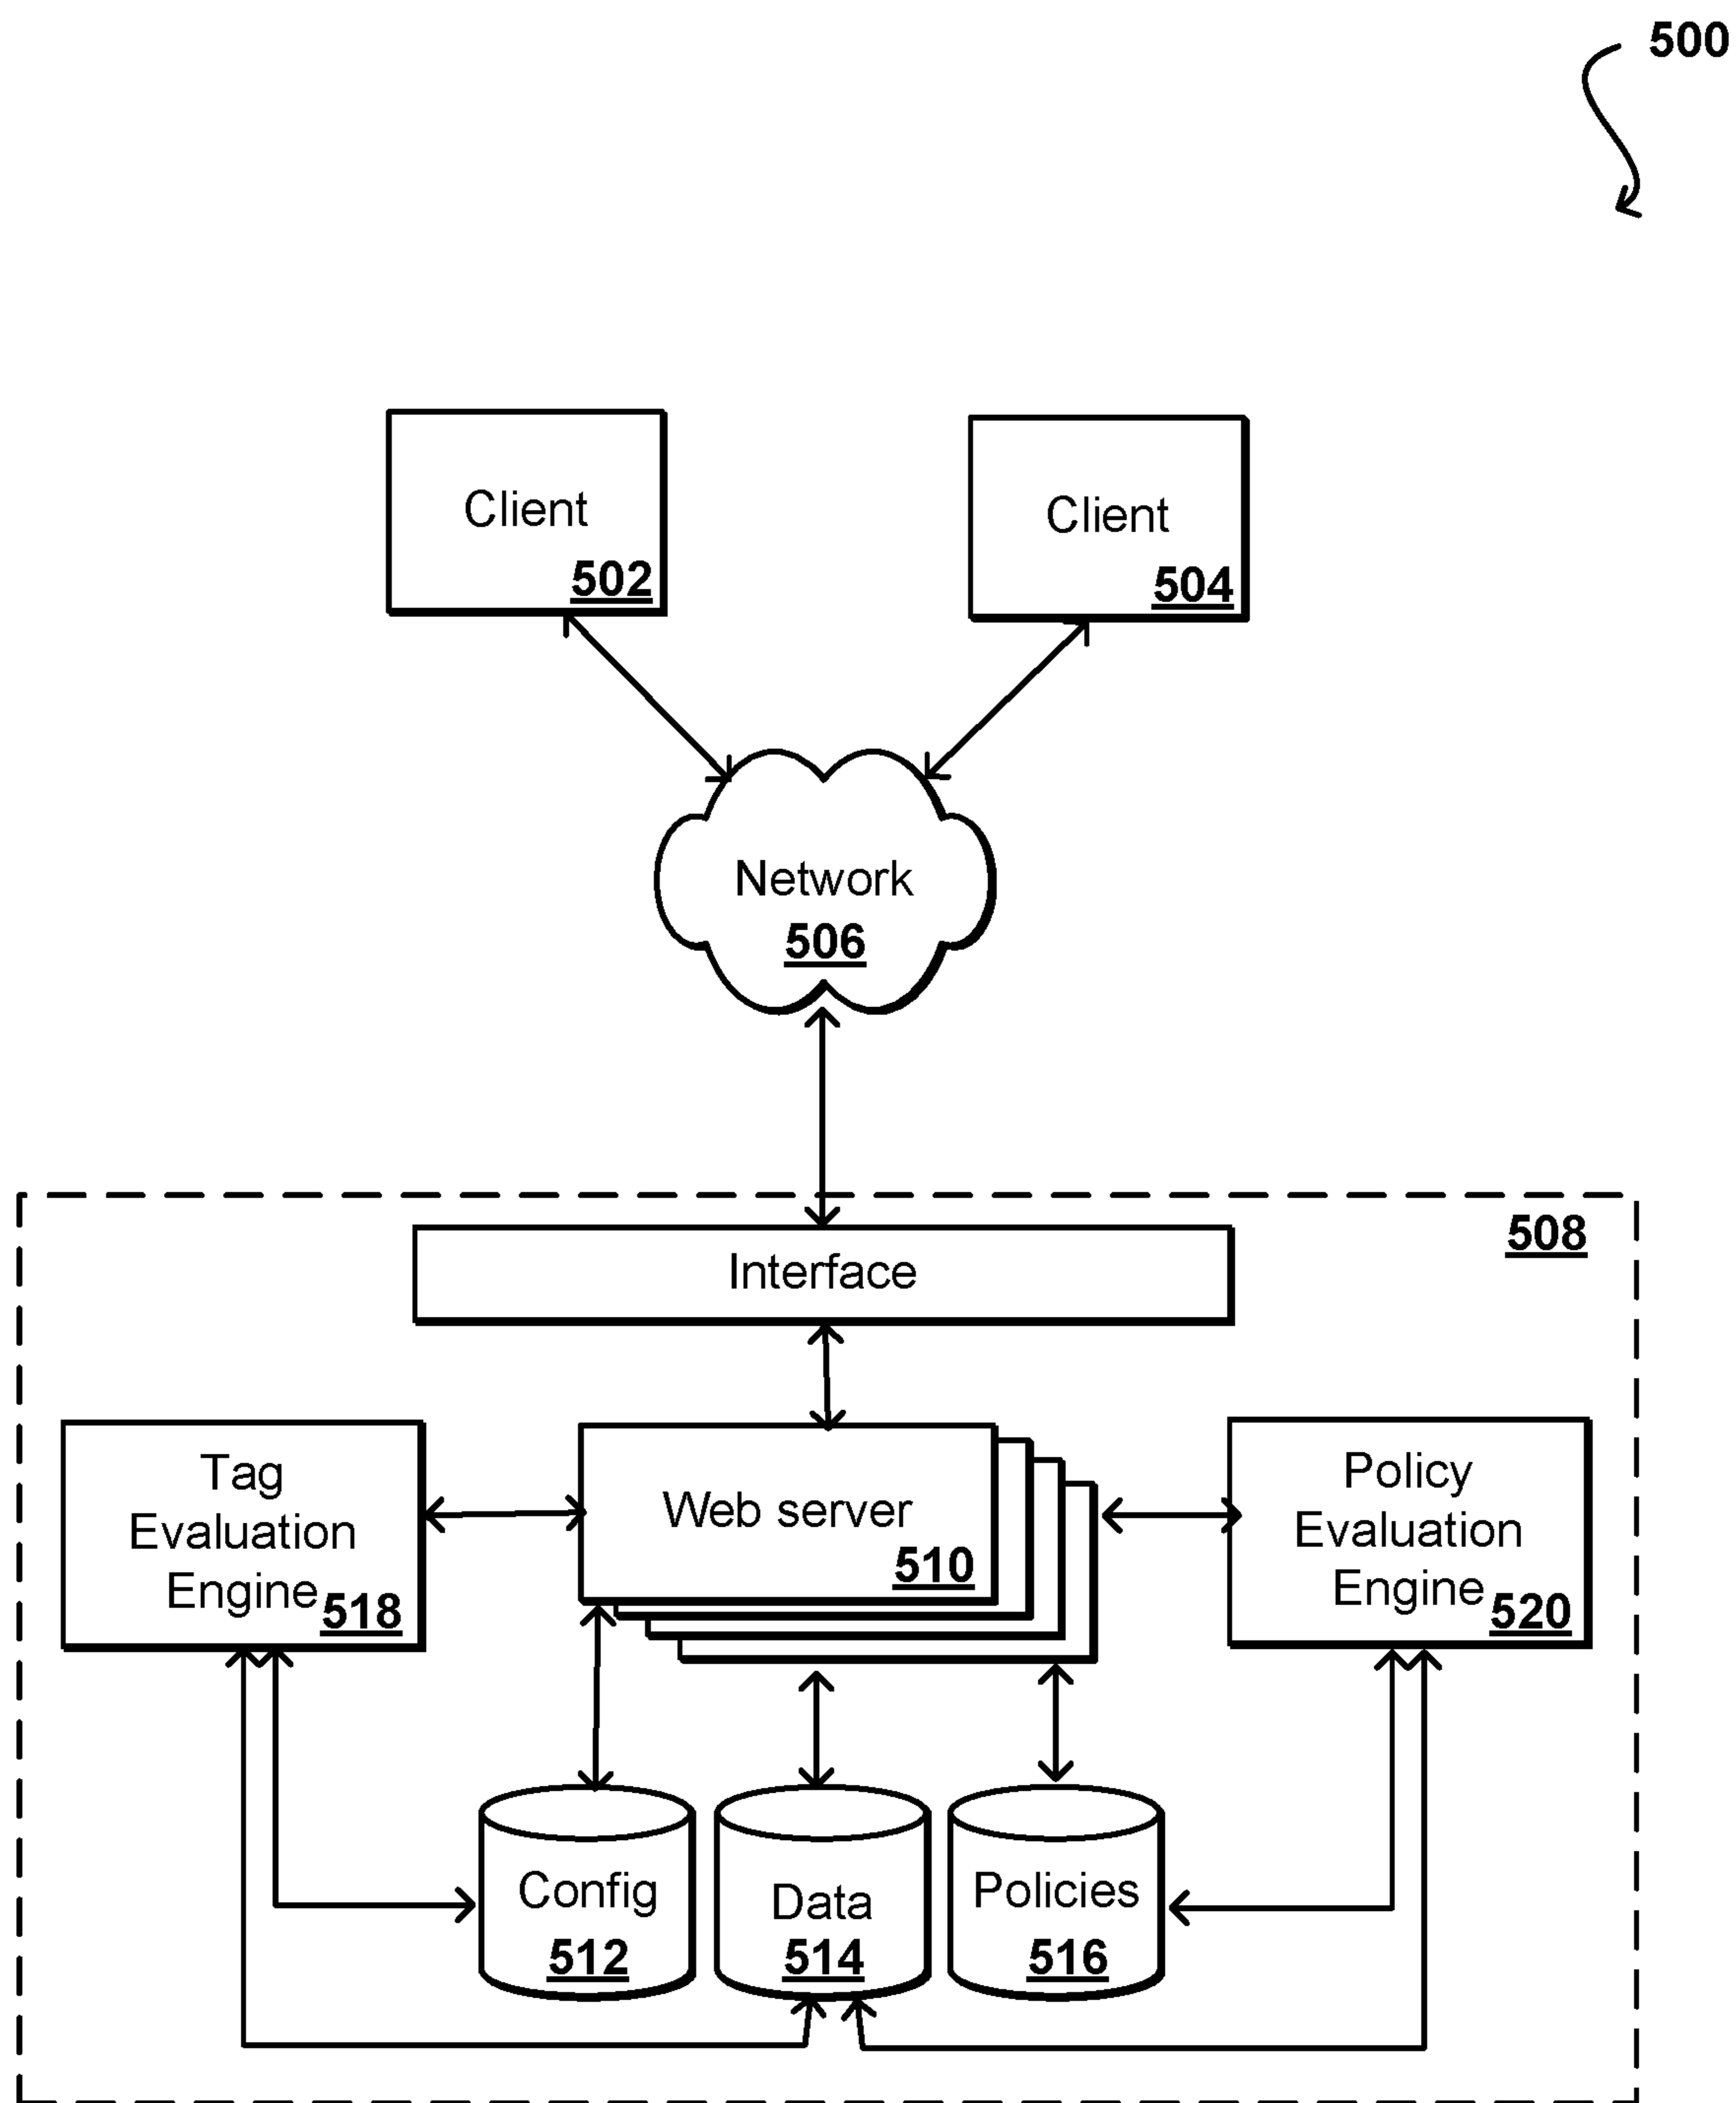 500
Client
502
Client
504
Network
506
508
Interface
Tag
Evaluation
Engine
518
Web server
510
Policy
Evaluation
Engine
520
Config
512
Data
514
Policies
516